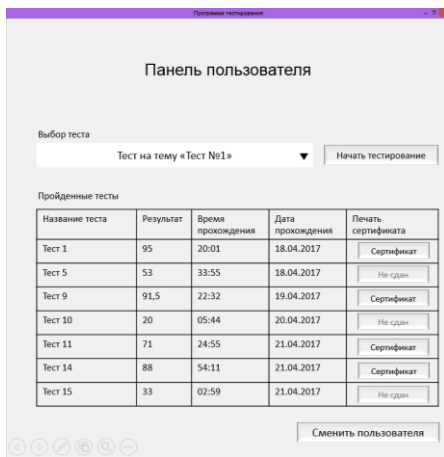 Программа тестирования
Панель пользователя
Выбор теста
Тест на тему «Тест №1» Начать тестирование
Пройденные тесты
Название теста Результат Время прохождения Дата прохождения Печать сертификата
Тест 1 95 20:01 18.04.2017 Сертификат
Тест 5 53 33:55 18.04.2017 Не сдан
Тест 9 91,5 22:32 19.04.2017 Сертификат
Тест 10 20 05:44 20.04.2017 Не сдан
Тест 11 71 24:55 21.04.2017 Сертификат
Тест 14 88 54:11 21.04.2017 Сертификат
Тест 15 33 02:59 21.04.2017 Не сдан
Сменить пользователя